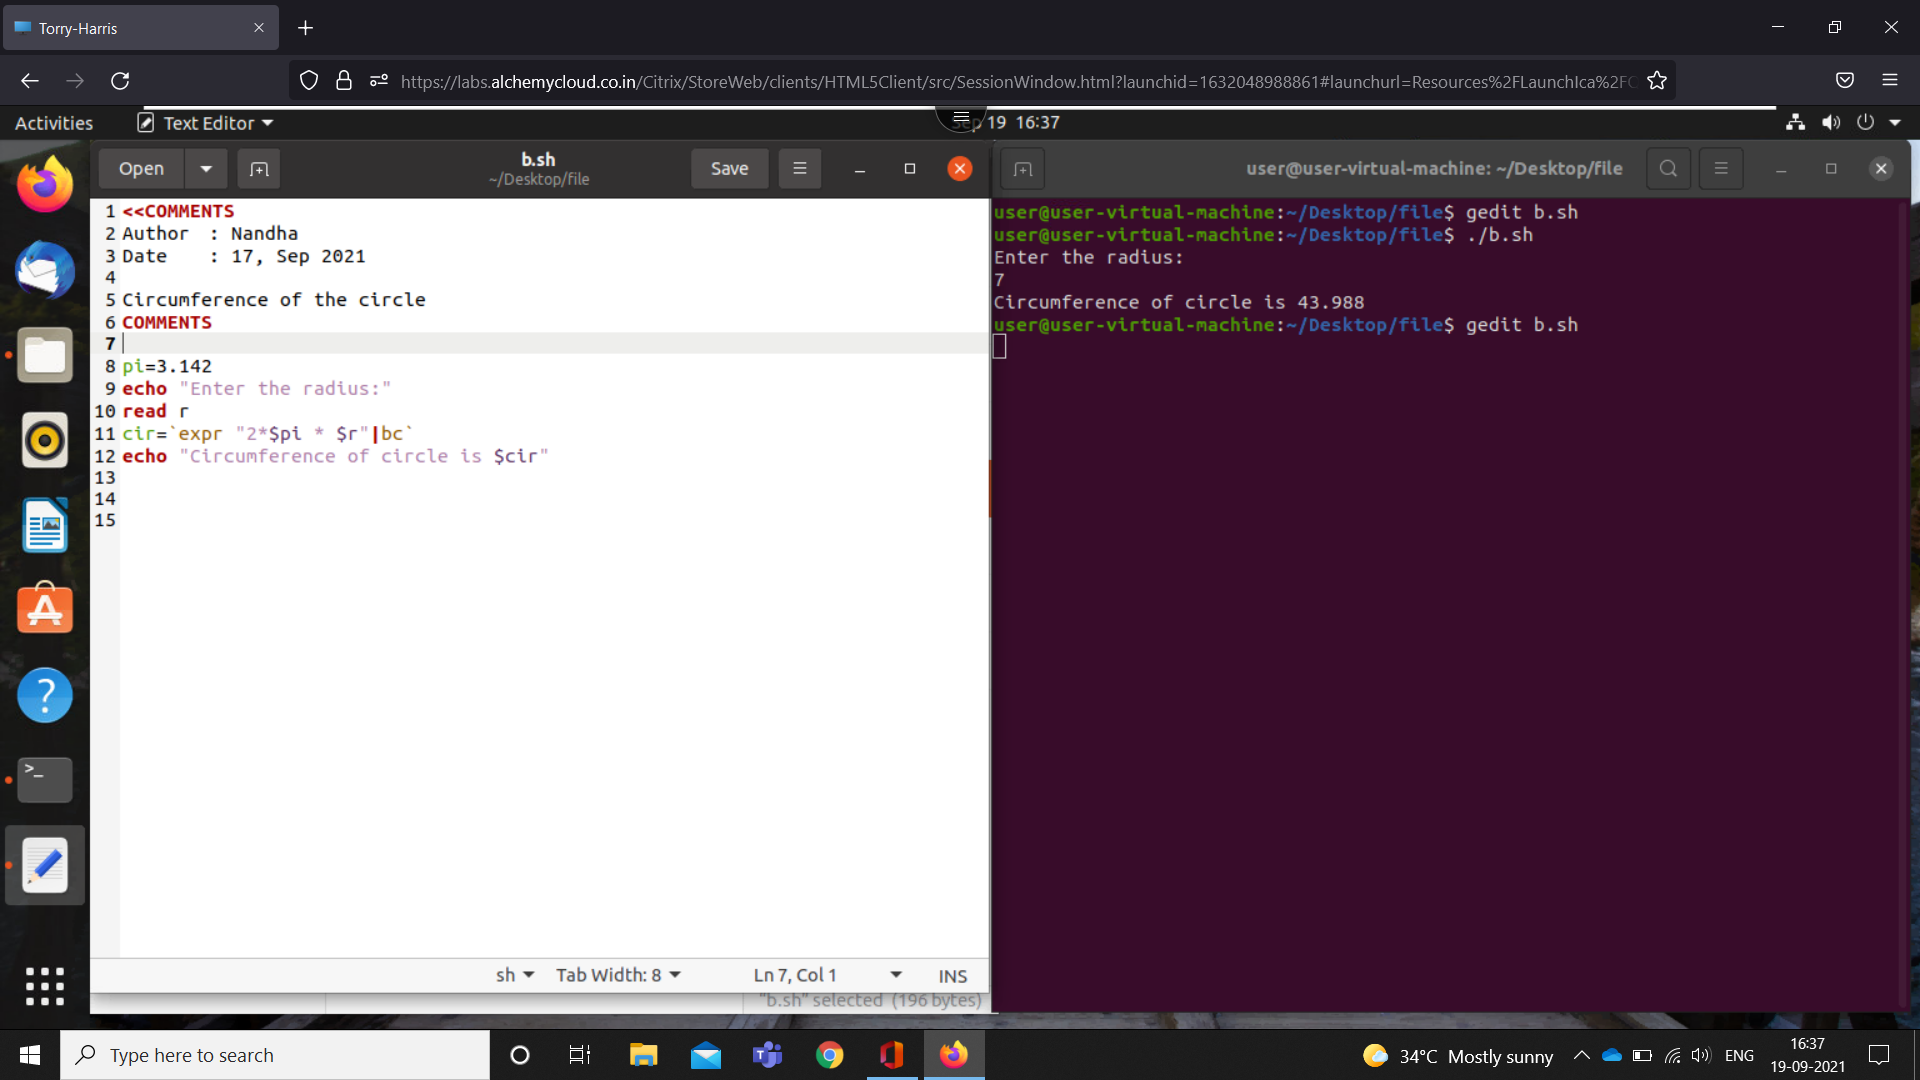 Torry-Harris
https://labs.alchemycloud.co.in/Citrix/StoreWeb/clients/HTML5Client/src/SessionWindow.html?launchid=1632048988861#launchurl=Resources%2FLaunchIca%2FC
Activities
Text Editor
19 16:37
Open
b.sh
~/Desktop/file
Save
1 <<COMMENTS
2 Author  : Nandha
3 Date    : 17, Sep 2021
4
5 Circumference of the circle
6 COMMENTS
7
8 pi=3.142
9 echo "Enter the radius:"
10 read r
11 cir=`expr "2*$pi * $r"|bc`
12 echo "Circumference of circle is $cir"
13
14
15
sh
Tab Width: 8
Ln 7, Col 1
INS
"b.sh" selected (196 bytes)
user@user-virtual-machine: ~/Desktop/file
user@user-virtual-machine:~/Desktop/file$ gedit b.sh
user@user-virtual-machine:~/Desktop/file$ ./b.sh
Enter the radius:
7
Circumference of circle is 43.988
user@user-virtual-machine:~/Desktop/file$ gedit b.sh
Type here to search
34°C Mostly sunny
ENG
16:37
19-09-2021